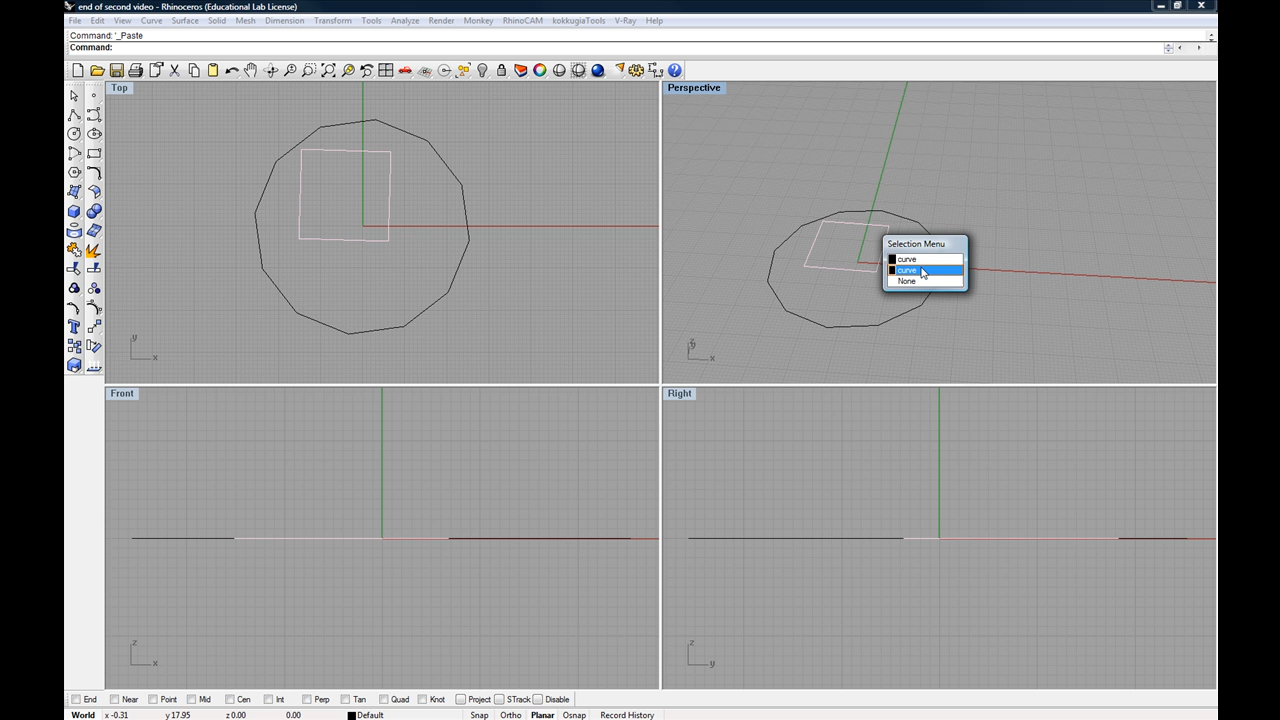 end of second video - Rhinoceros (Educational Lab License)
File Edit View Curve Surface Solid Mesh Dimension Transform Tools Analyze Render Monkey RhinoCAM kokkugiaTools V-Ray Help
Command: '_Paste
Command:
Top
Perspective
Selection Menu
curve
curve
None
y
x
z
y
x
Front
Right
z
x
z
y
End Near Point Mid Cen Int Perp Tan Quad Knot Project STrack Disable
World x -0.31 y 17.95 z 0.00 0.00 Default Snap Ortho Planar Osnap Record History